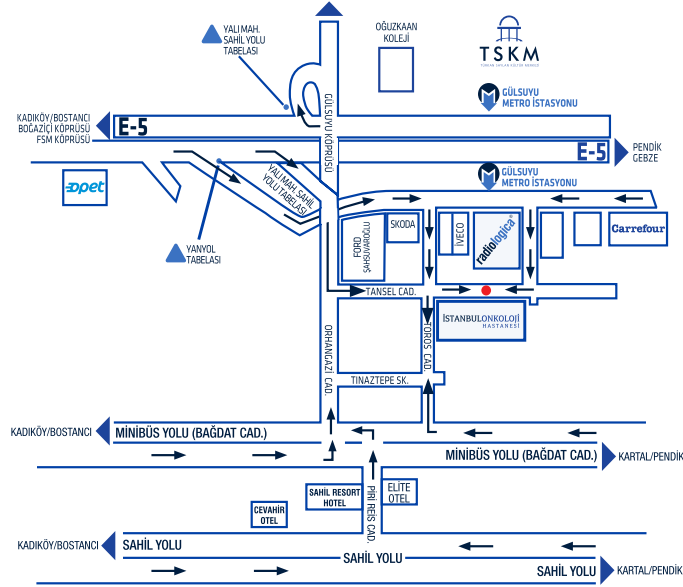 YALI MAH.
SAHİL YOLU
TABELASI
OĞUZKAAN
KOLEJİ
TSKM
GÜLSUYU
METRO İSTASYONU
KADIKÖY/BOSTANCI
BOĞAZİÇİ KÖPRÜSÜ
FSM KÖPRÜSÜ
E-5
GÜLSUYU KÖPRÜSÜ
E-5
PENDİK
GEBZE
GÜLSUYU
METRO İSTASYONU
opet
YALI MAH. SAHİL
YOLU TABELASI
YANYOL
TABELASI
FORD
ŞAHSUVAROĞLU
SKODA
İVECO
radiologica
Carrefour
TANSEL CAD.
İSTANBULONKOLOJİ
HASTANESİ
ORHANGAZİ CAD.
TOROS CAD.
TINAZTEPE SK.
KADIKÖY/BOSTANCI
MİNİBÜS YOLU (BAĞDAT CAD.)
MİNİBÜS YOLU (BAĞDAT CAD.)
KARTAL/PENDİK
SAHİL RESORT
HOTEL
ELİTE
OTEL
CEVAHİR
OTEL
PİRİ REİS CAD.
KADIKÖY/BOSTANCI
SAHİL YOLU
SAHİL YOLU
SAHİL YOLU
KARTAL/PENDİK